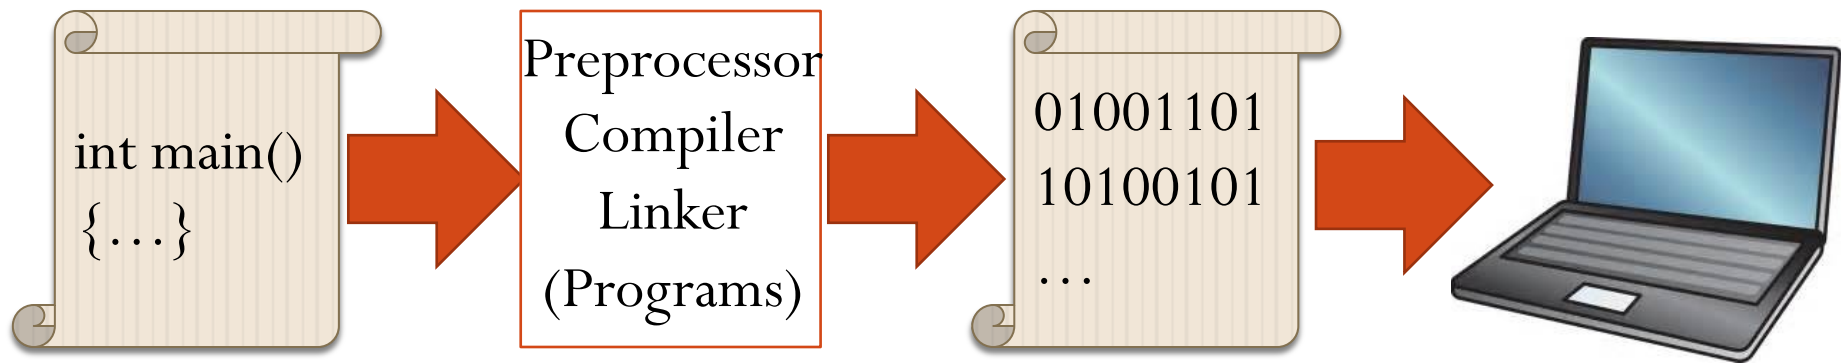 int main()
{...}
Preprocessor
Compiler
Linker
(Programs)
01001101
10100101
...